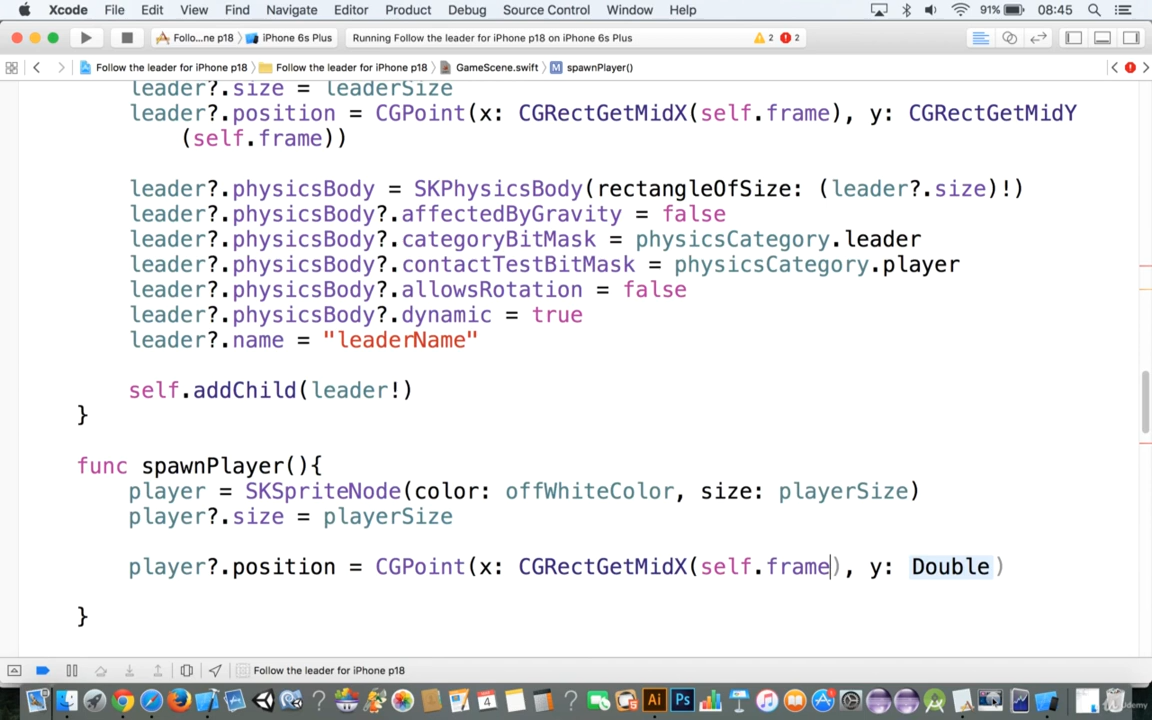 Xcode File Edit View Find Navigate Editor Product Debug Source Control Window Help 91% 08:45
Follo...ne p18 iPhone 6s Plus Running Follow the leader for iPhone p18 on iPhone 6s Plus 2 2
Follow the leader for iPhone p18 Follow the leader for iPhone p18 GameScene.swift M spawnPlayer()
leader?.size = leaderSize
leader?.position = CGPoint(x: CGRectGetMidX(self.frame), y: CGRectGetMidY
(self.frame))
leader?.physicsBody = SKPhysicsBody(rectangleOfSize: (leader?.size)!)
leader?.physicsBody?.affectedByGravity = false
leader?.physicsBody?.categoryBitMask = physicsCategory.leader
leader?.physicsBody?.contactTestBitMask = physicsCategory.player
leader?.physicsBody?.allowsRotation = false
leader?.physicsBody?.dynamic = true
leader?.name = "leaderName"
self.addChild(leader!)
}
func spawnPlayer(){
player = SKSpriteNode(color: offWhiteColor, size: playerSize)
player?.size = playerSize
player?.position = CGPoint(x: CGRectGetMidX(self.frame), y: Double)
}
Follow the leader for iPhone p18
4 Ai Ps
Udemy